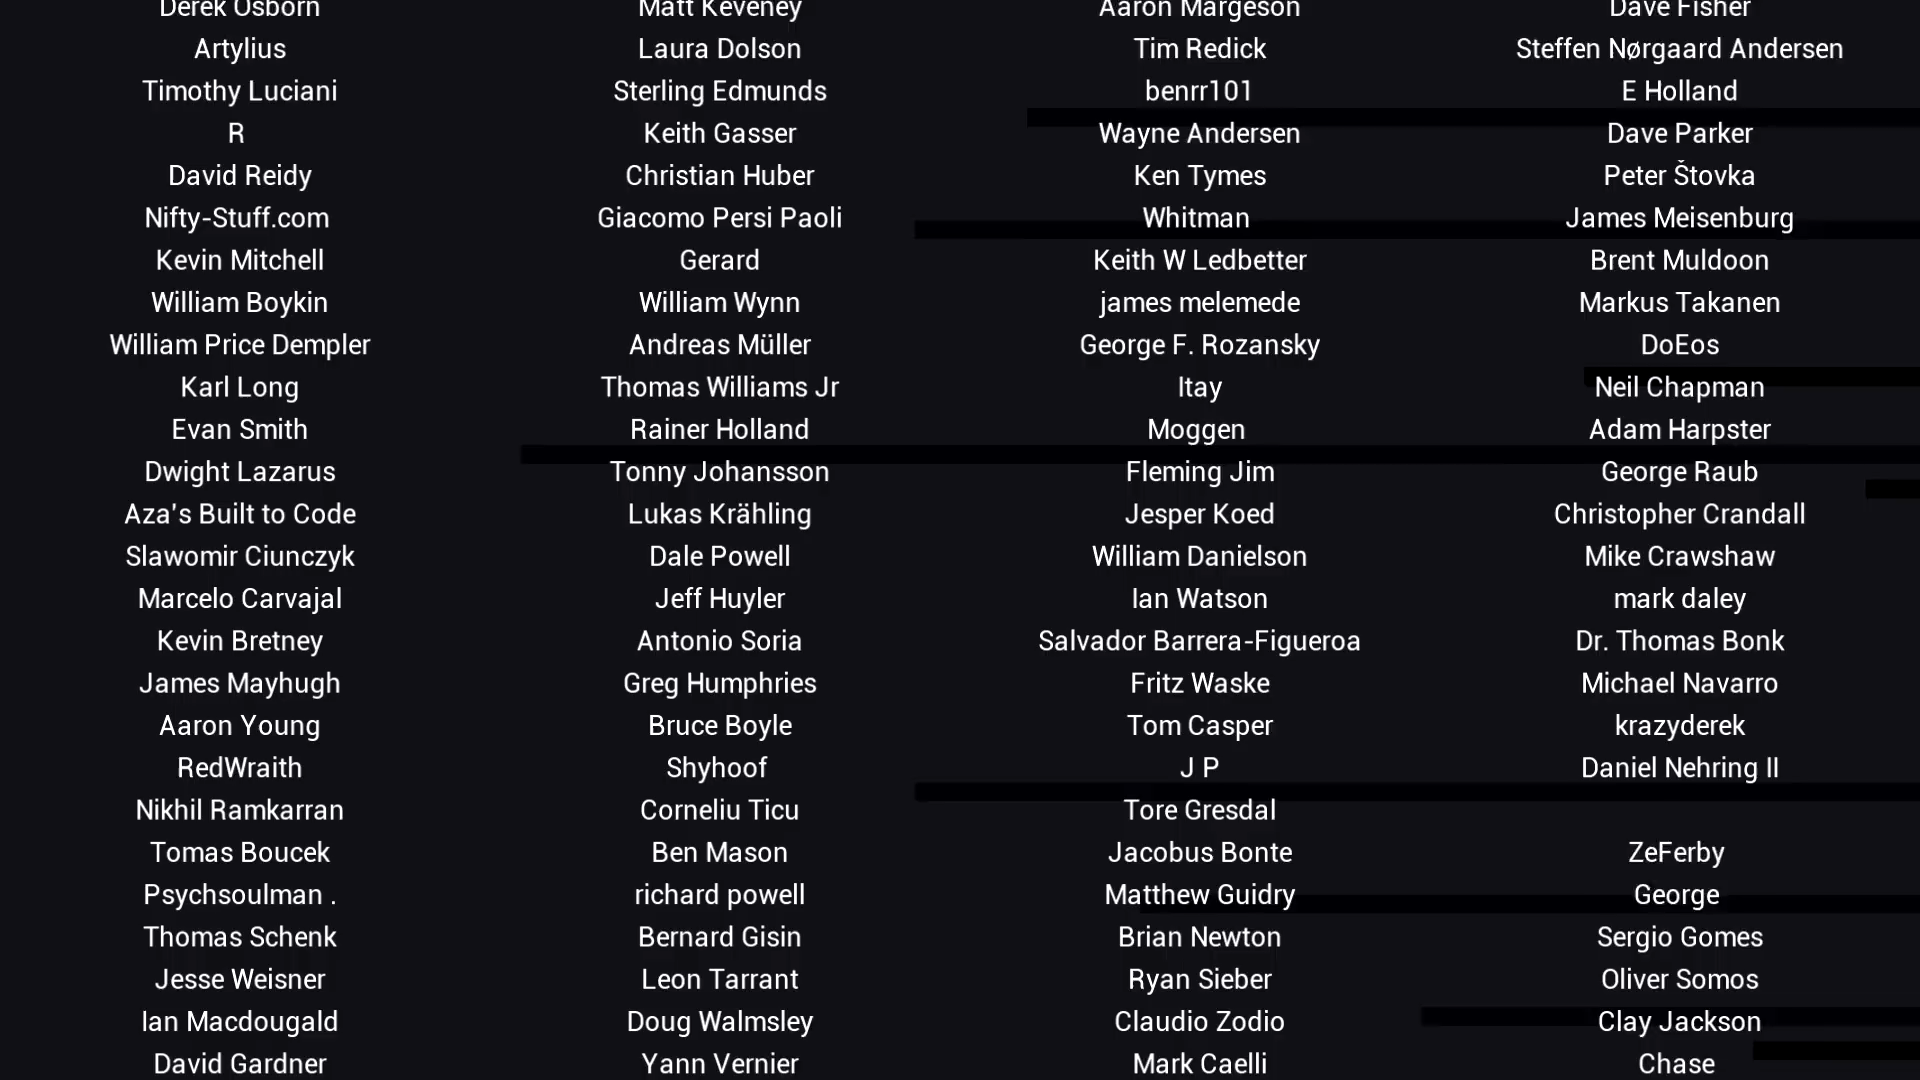 Derek Osborn Matt Keveney Aaron Margeson Dave Fisher
Artylius Laura Dolson Tim Redick Steffen Nørgaard Andersen
Timothy Luciani Sterling Edmunds benrr101 E Holland
R Keith Gasser Wayne Andersen Dave Parker
David Reidy Christian Huber Ken Tymes Peter Štovka
Nifty-Stuff.com Giacomo Persi Paoli Whitman James Meisenburg
Kevin Mitchell Gerard Keith W Ledbetter Brent Muldoon
William Boykin William Wynn james melemede Markus Takanen
William Price Dempler Andreas Müller George F. Rozansky DoEos
Karl Long Thomas Williams Jr Itay Neil Chapman
Evan Smith Rainer Holland Moggen Adam Harpster
Dwight Lazarus Tonny Johansson Fleming Jim George Raub
Aza's Built to Code Lukas Krähling Jesper Koed Christopher Crandall
Slawomir Ciunczyk Dale Powell William Danielson Mike Crawshaw
Marcelo Carvajal Jeff Huyler Ian Watson mark daley
Kevin Bretney Antonio Soria Salvador Barrera-Figueroa Dr. Thomas Bonk
James Mayhugh Greg Humphries Fritz Waske Michael Navarro
Aaron Young Bruce Boyle Tom Casper krazyderek
RedWraith Shyhoof J P Daniel Nehring II
Nikhil Ramkarran Corneliu Ticu Tore Gresdal
Tomas Boucek Ben Mason Jacobus Bonte ZeFerby
Psychsoulman . richard powell Matthew Guidry George
Thomas Schenk Bernard Gisin Brian Newton Sergio Gomes
Jesse Weisner Leon Tarrant Ryan Sieber Oliver Somos
Ian Macdougald Doug Walmsley Claudio Zodio Clay Jackson
David Gardner Yann Vernier Mark Caelli Chase